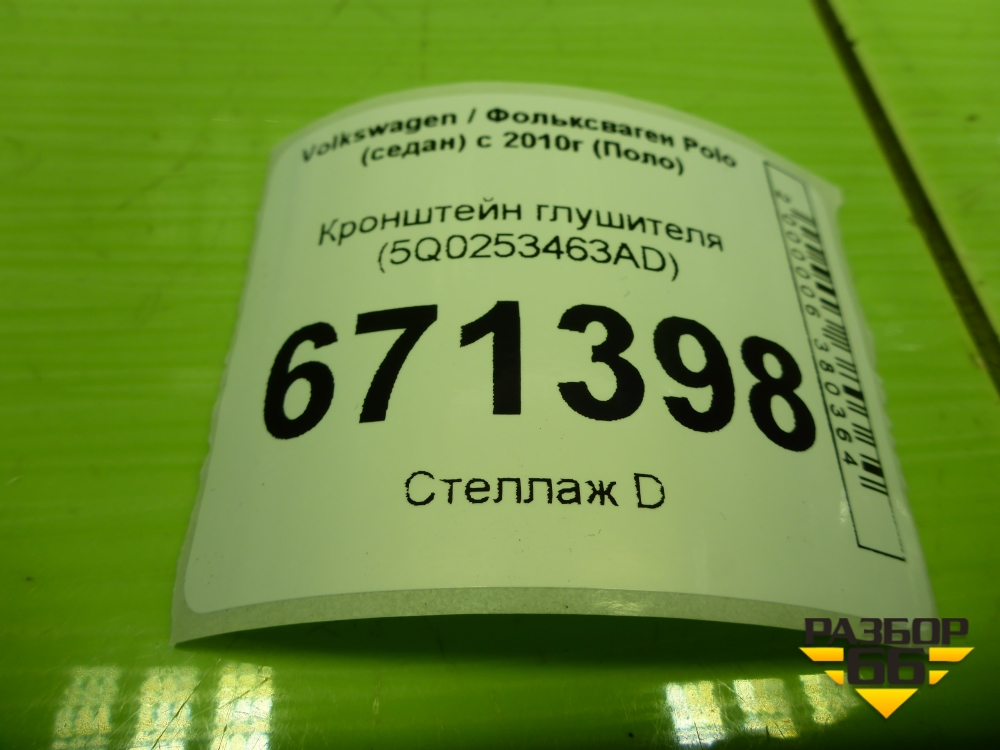 Volkswagen / Фольксваген Polo
(седан) с 2010г (Поло)
Кронштейн глушителя
(5Q0253463AD)
671398
Стеллаж D
2000006380364
РАЗБОР
66